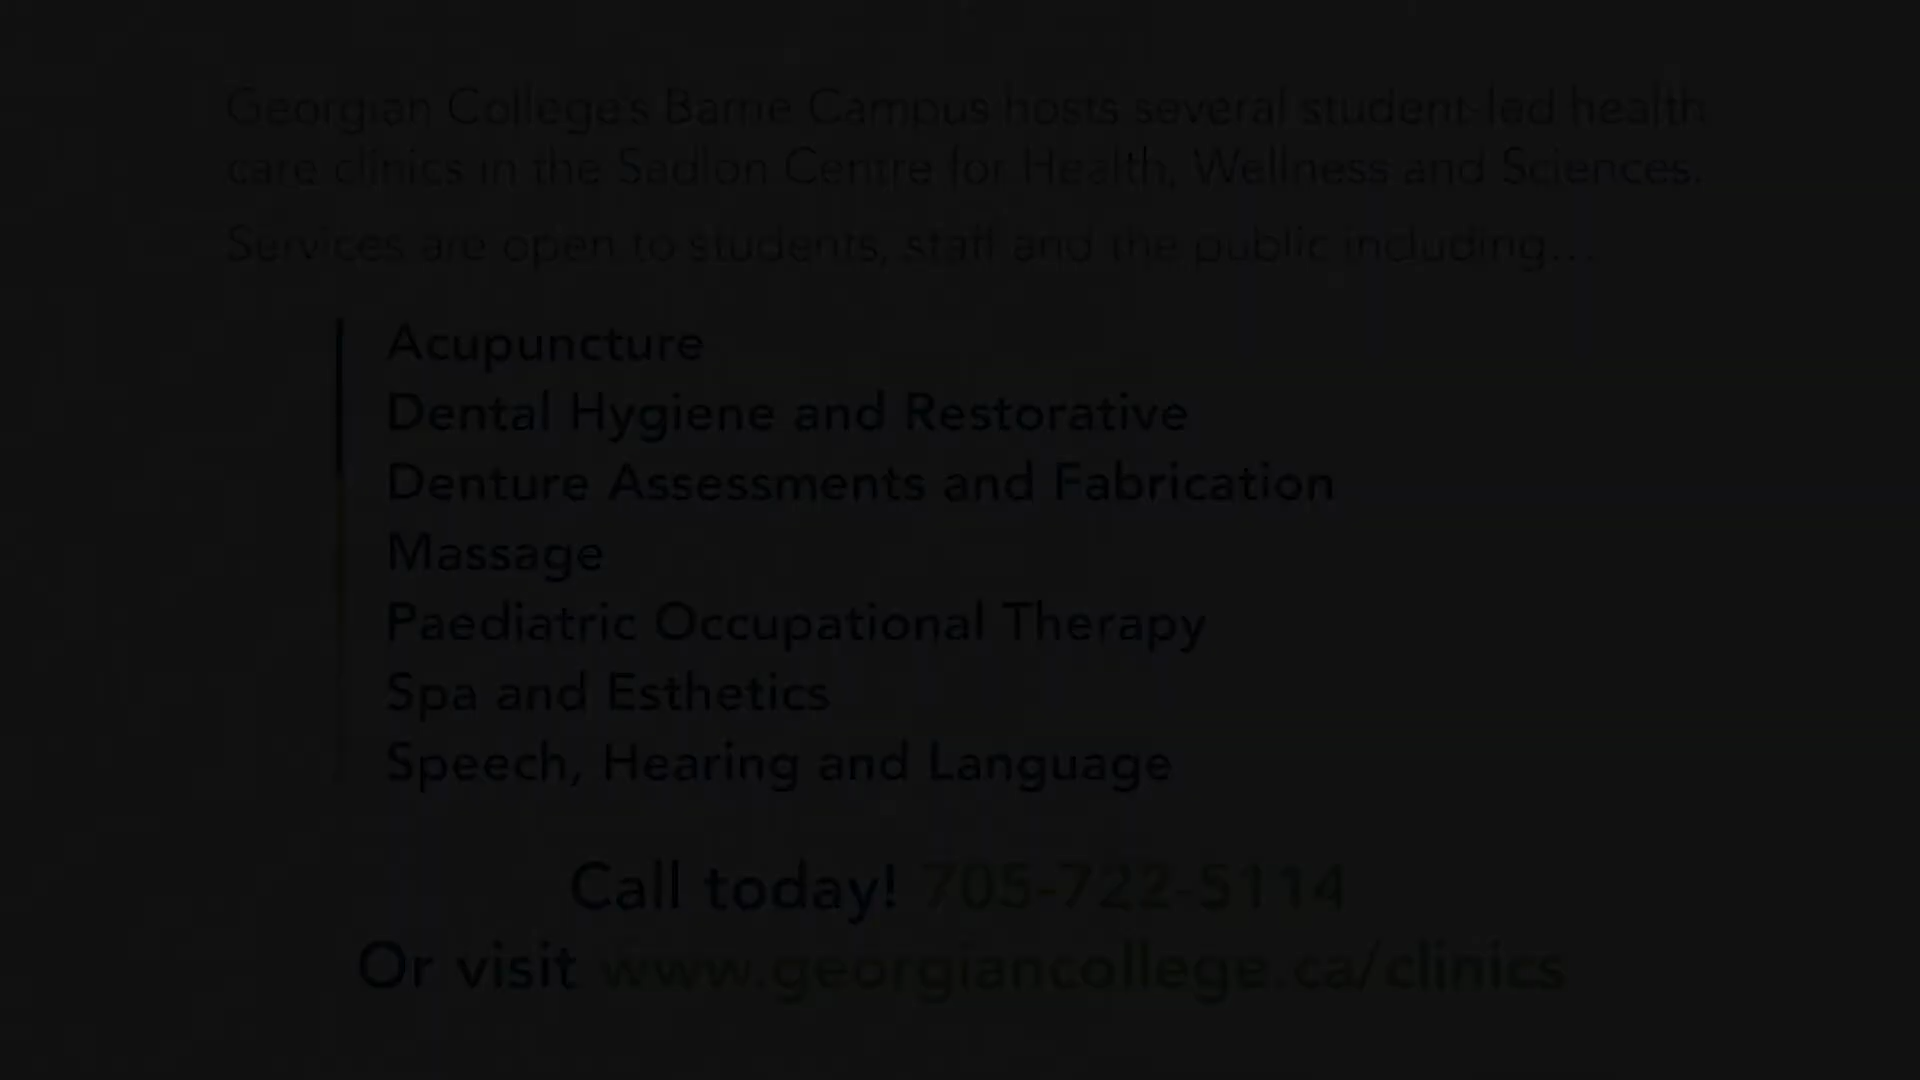 Georgian College's Barrie Campus hosts several student-led health
care clinics in the Sadlon Centre for Health, Wellness and Sciences.
Services are open to students, staff and the public including...
Acupuncture
Dental Hygiene and Restorative
Denture Assessments and Fabrication
Massage
Paediatric Occupational Therapy
Spa and Esthetics
Speech, Hearing and Language
Call today! 705-722-5114
Or visit www.georgiancollege.ca/clinics